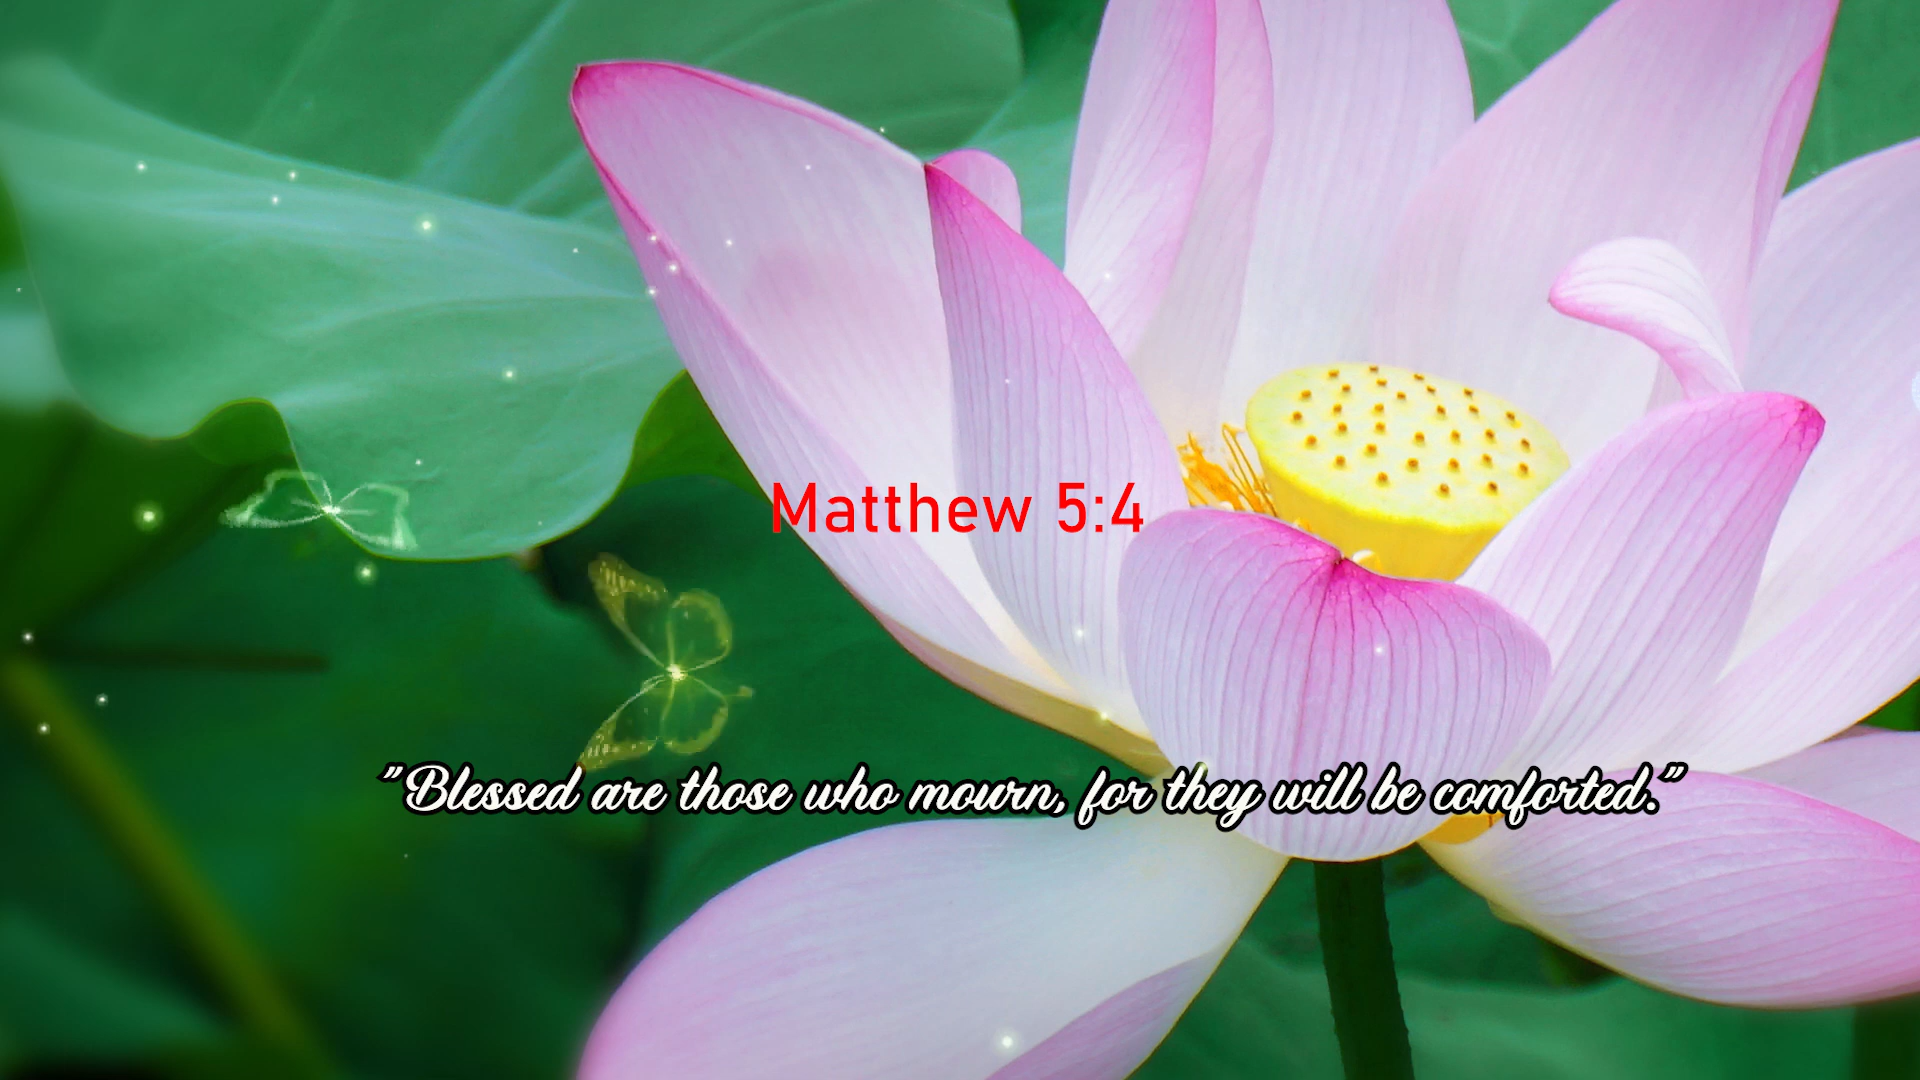 Matthew 5:4
"Blessed are those who mourn, for they will be comforted."